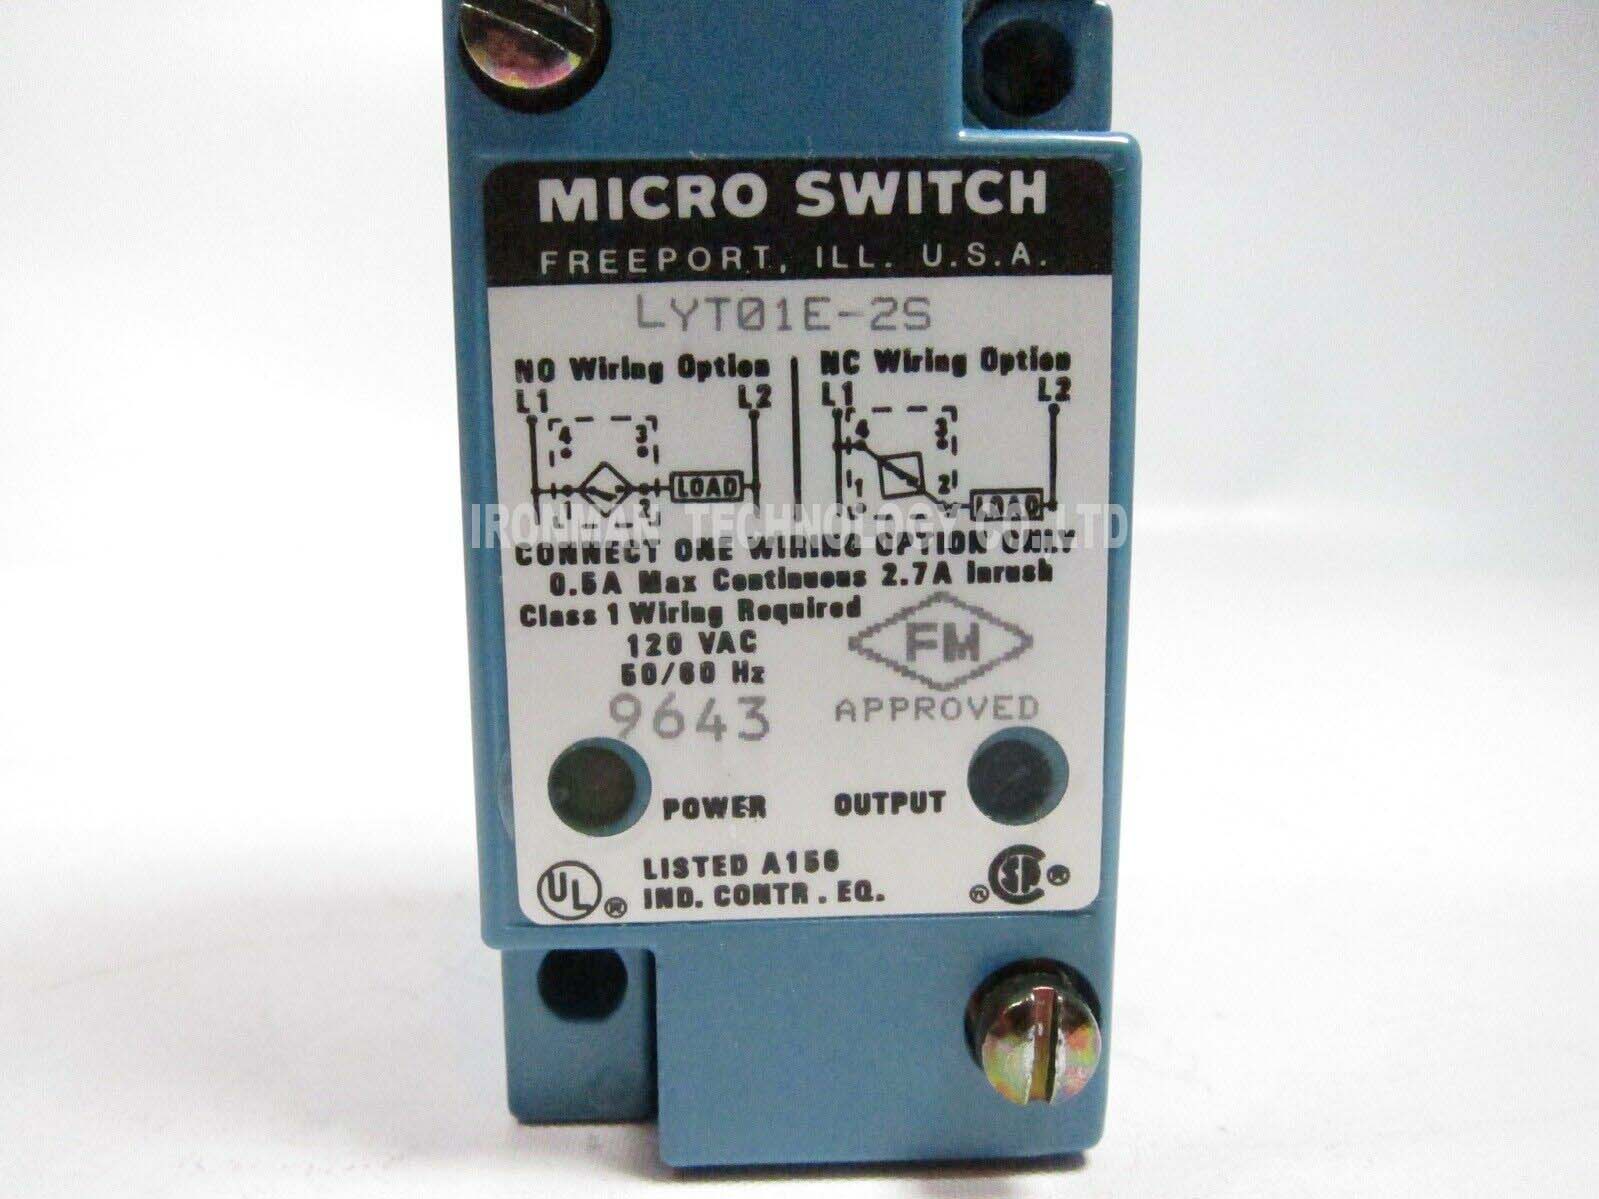 MICRO SWITCH
FREEPORT, ILL. U.S.A.
LYT01E-2S
NO Wiring Option
NC Wiring Option
L1 L2 L1 L2
4 3 4 3
1 2 LOAD 1 2 LOAD
IRONMAN TECHNOLOGY CO.,LTD
CONNECT ONE WIRING OPTION ONLY
0.5A Max Continuous 2.7A Inrush
Class 1 Wiring Required
120 VAC
50/60 Hz
FM
APPROVED
9643
POWER OUTPUT
UL ® LISTED A156
IND. CONTR. EQ.
® SP ®